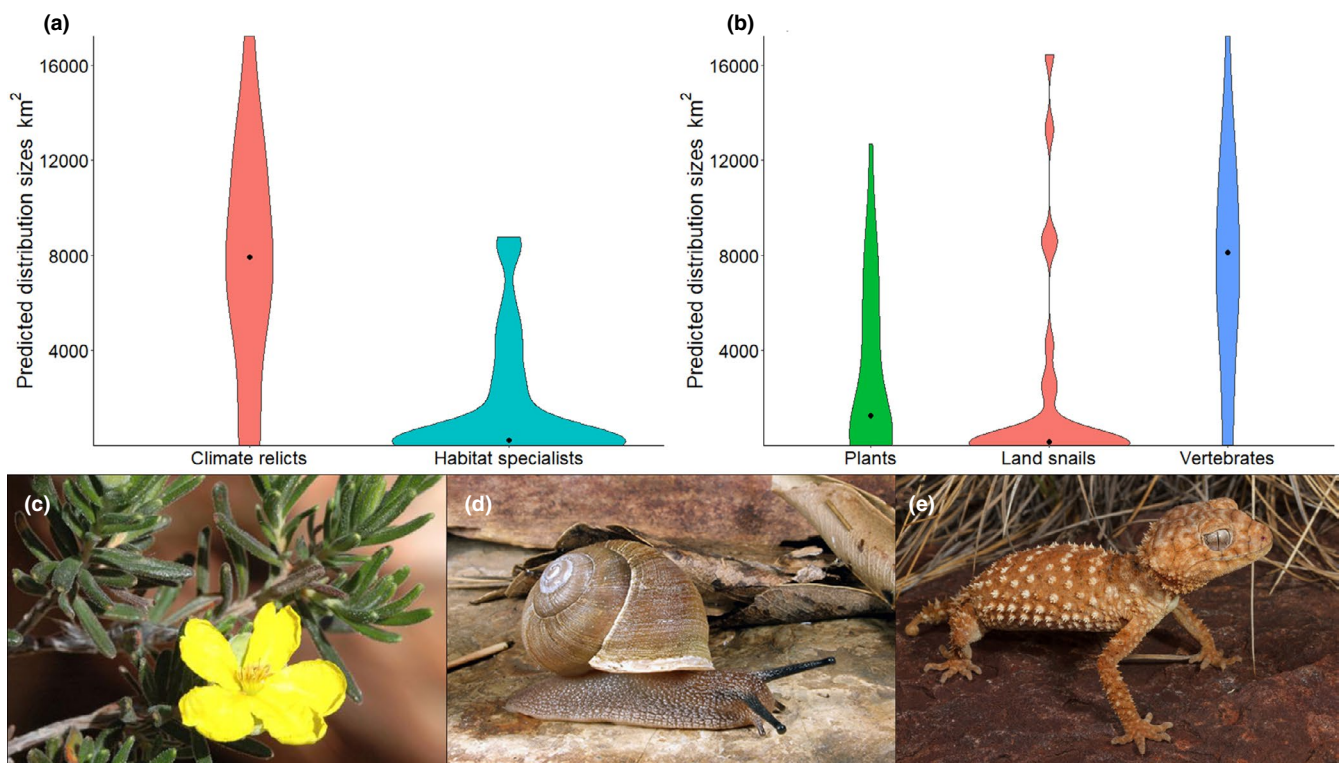 (a)
Predicted distribution sizes km²
16000
12000
8000
4000
Climate relicts
Habitat specialists
(b)
Predicted distribution sizes km²
16000
12000
8000
4000
Plants
Land snails
Vertebrates
(c)
(d)
(e)